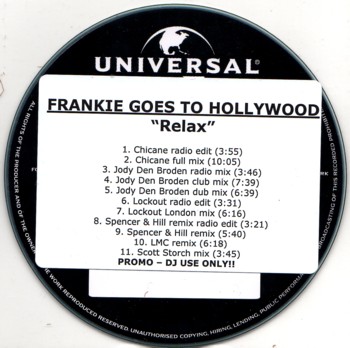 UNIVERSAL®
FRANKIE GOES TO HOLLYWOOD
"Relax"
1. Chicane radio edit (3:55)
2. Chicane full mix (10:05)
3. Jody Den Broden radio mix (3:46)
4. Jody Den Broden club mix (7:39)
5. Jody Den Broden dub mix (6:39)
6. Lockout radio edit (3:31)
7. Lockout London mix (6:16)
8. Spencer & Hill remix radio edit (3:21)
9. Spencer & Hill remix (5:40)
10. LMC remix (6:18)
11. Scott Storch mix (3:45)
PROMO – DJ USE ONLY!!
ALL RIGHTS OF THE PRODUCER AND OF THE OWNER
WORK REPRODUCED RESERVED. UNAUTHORISED COPYING, HIRING, LENDING, PUBLIC PERFORM
BROADCASTING OF THIS RECORDING PROHIBI